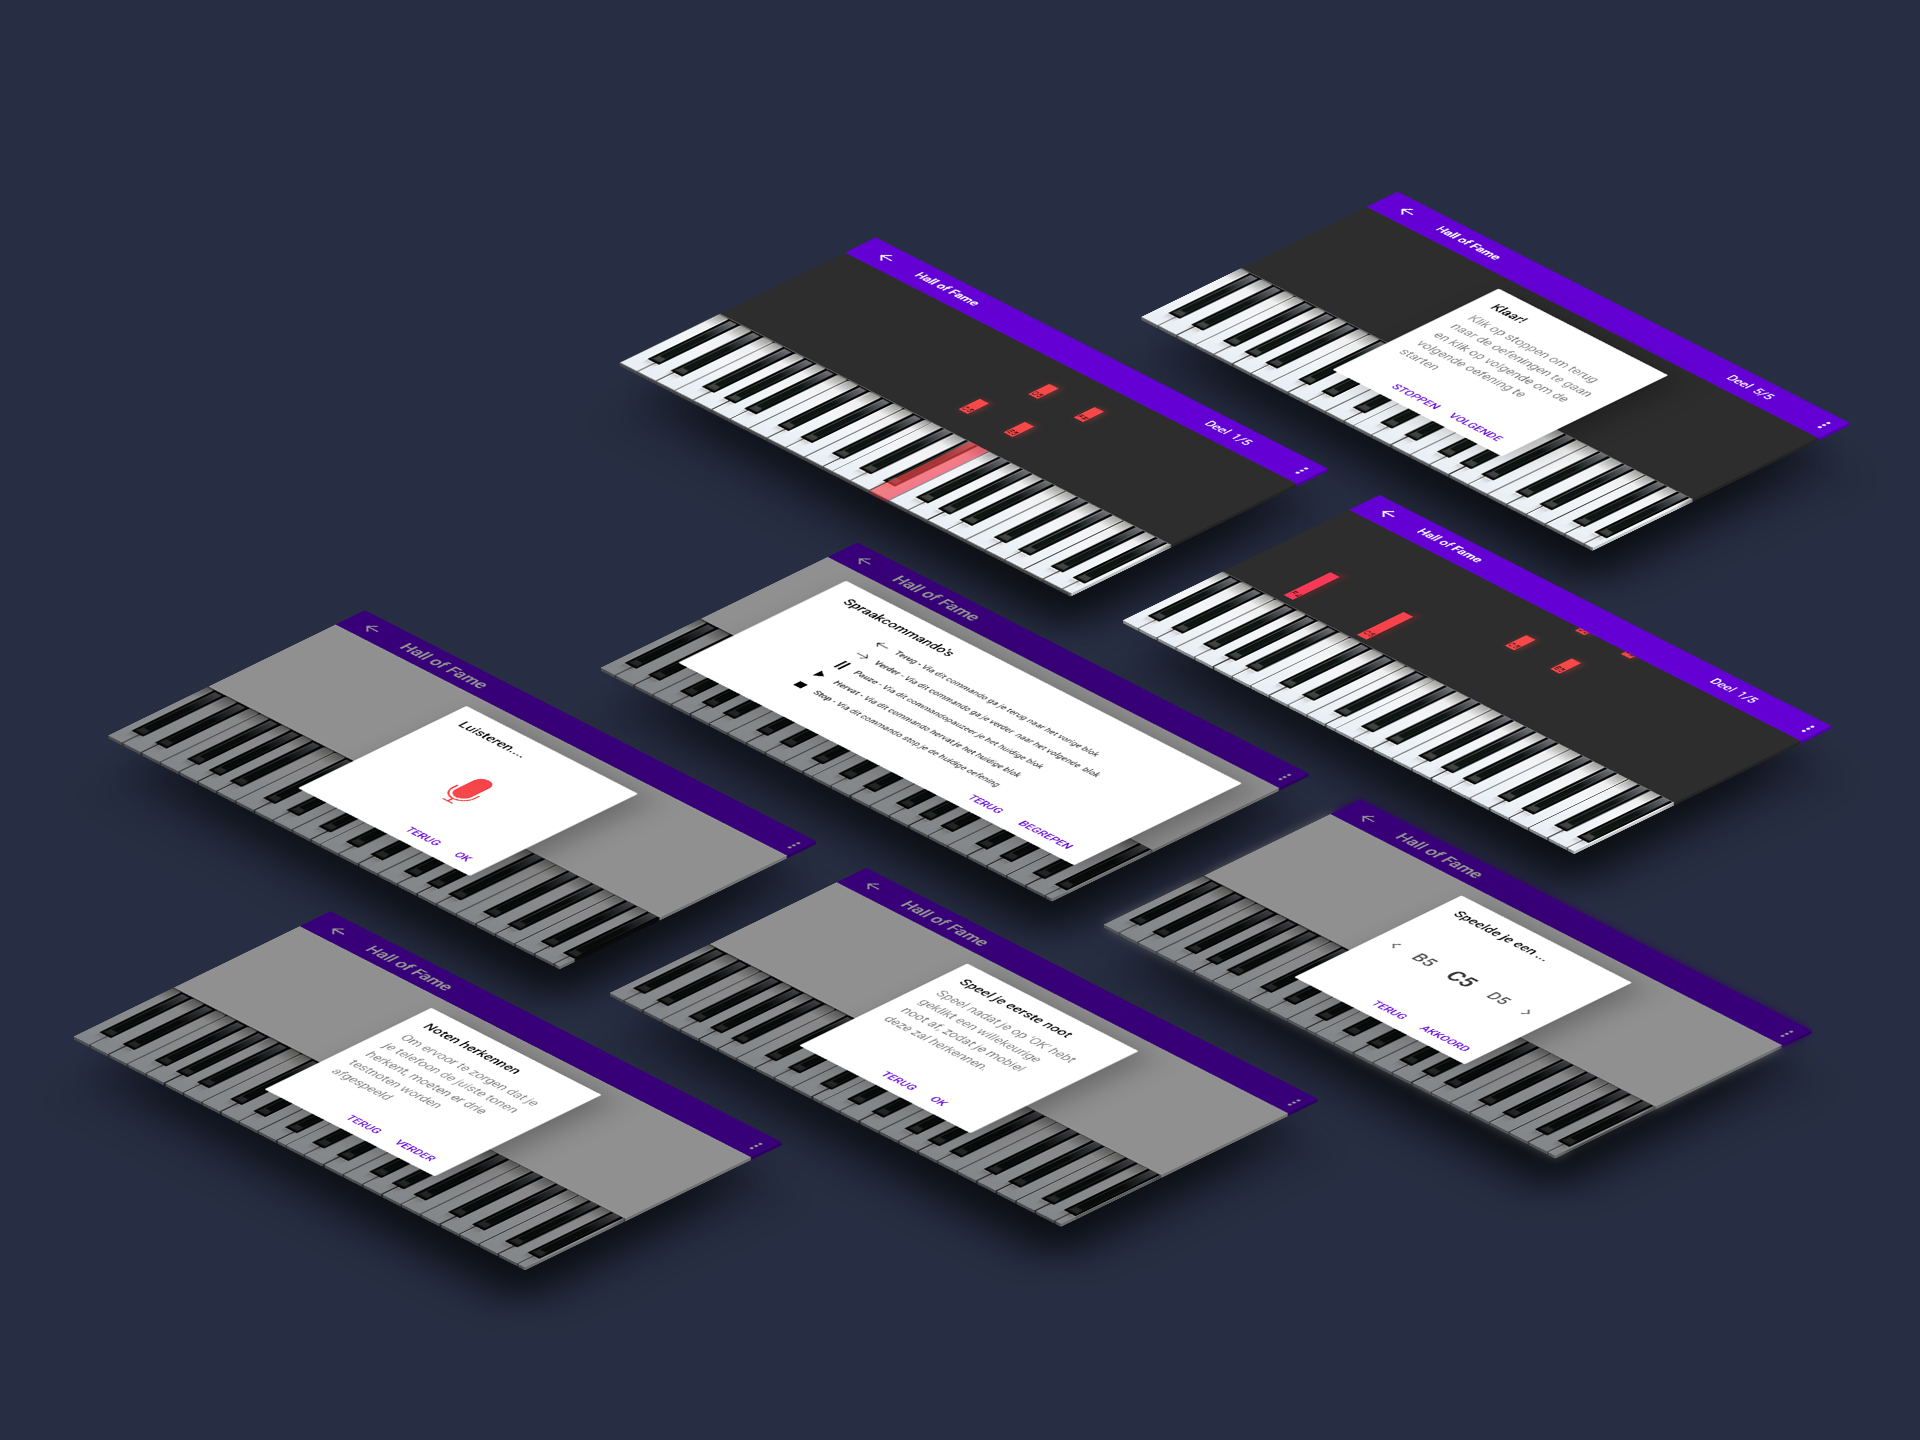 Hall of Fame
Deel 5/5
Klaar!
Klik op stoppen om terug
naar de oefeningen te gaan
en klik op volgende om de
volgende oefening te
starten
STOPPEN VOLGENDE
Hall of Fame
Deel 1/5
Hall of Fame
Deel 1/5
Hall of Fame
Spraakcommando's
Terug - Via dit commando ga je terug naar het vorige blok
Verder - Via dit commando ga je verder naar het volgende blok
Pauze - Via dit commandopauzeer je het huidige blok
Hervat - Via dit commando hervat je het huidige blok
Stop - Via dit commando stop je de huidige oefening
TERUG BEGREPEN
Hall of Fame
Luisteren....
TERUG OK
Hall of Fame
Speelde je een...
B5 C5 D5
TERUG AKKOORD
Hall of Fame
Speel je eerste noot
Speel nadat je op 'OK' hebt
geklikt een willekeurige
noot af, zodat je mobiel
deze zal herkennen.
TERUG OK
Hall of Fame
Noten herkennen
Om ervoor te zorgen dat je
je telefoon de juiste tonen
herkent, moeten er drie
testnoten worden
afgespeeld
TERUG VERDER